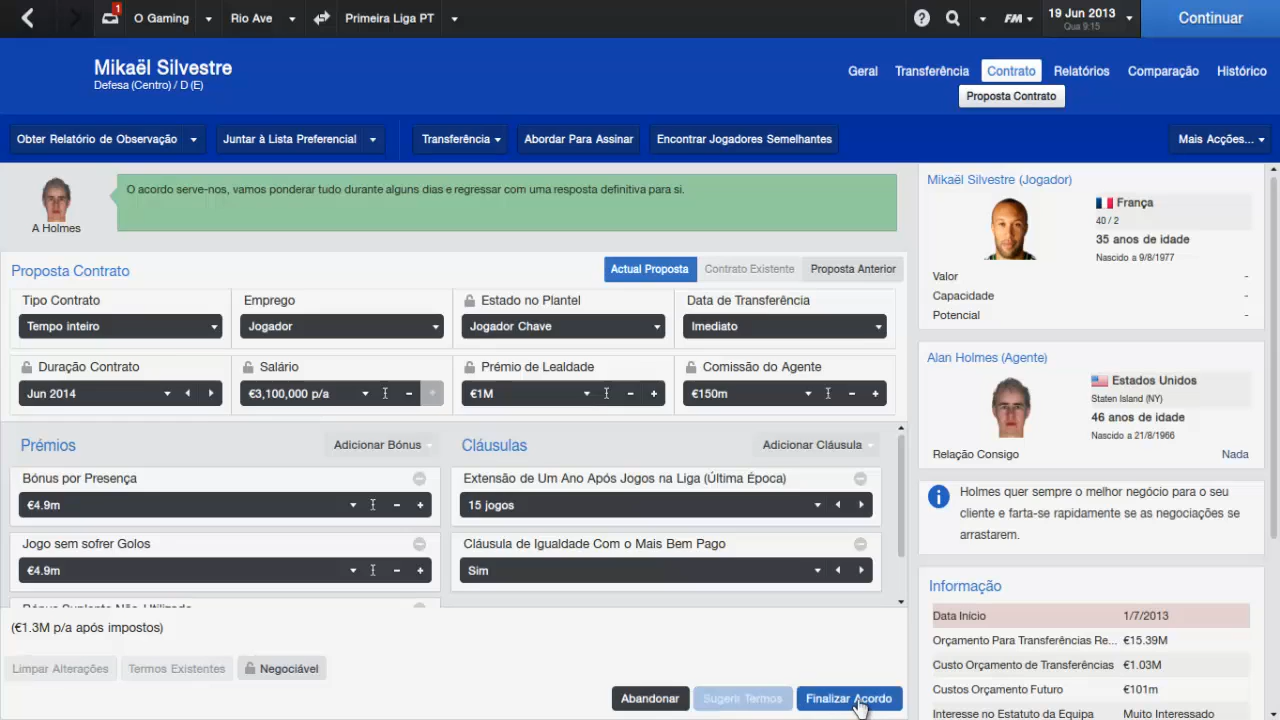 1
O Gaming
Rio Ave
Primeira Liga PT
?
FM
19 Jun 2013
Qua 9:15
Continuar
Mikaël Silvestre
Defesa (Centro) / D (E)
Geral
Transferência
Contrato
Relatórios
Comparação
Histórico
Proposta Contrato
Obter Relatório de Observação
Juntar à Lista Preferencial
Transferência
Abordar Para Assinar
Encontrar Jogadores Semelhantes
Mais Acções...
A Holmes
O acordo serve-nos, vamos ponderar tudo durante alguns dias e regressar com uma resposta definitiva para si.
Proposta Contrato
Actual Proposta
Contrato Existente
Proposta Anterior
Tipo Contrato
Tempo inteiro
Emprego
Jogador
Estado no Plantel
Jogador Chave
Data de Transferência
Imediato
Duração Contrato
Jun 2014
Salário
€3,100,000 p/a
Prémio de Lealdade
€1M
Comissão do Agente
€150m
Prémios
Adicionar Bónus
Bónus por Presença
€4.9m
Jogo sem sofrer Golos
€4.9m
Bónus Suplente Não Utilizado
Cláusulas
Adicionar Cláusula
Extensão de Um Ano Após Jogos na Liga (Última Época)
15 jogos
Cláusula de Igualdade Com o Mais Bem Pago
Sim
(€1.3M p/a após impostos)
Limpar Alterações
Termos Existentes
Negociável
Abandonar
Sugerir Termos
Finalizar Acordo
Mikaël Silvestre (Jogador)
França
40 / 2
35 anos de idade
Nascido a 9/8/1977
Valor -
Capacidade -
Potencial -
Alan Holmes (Agente)
Estados Unidos
Staten Island (NY)
46 anos de idade
Nascido a 21/8/1966
Relação Consigo Nada
Holmes quer sempre o melhor negócio para o seu
cliente e farta-se rapidamente se as negociações se
arrastarem.
Informação
Data Início 1/7/2013
Orçamento Para Transferências Re... €15.39M
Custo Orçamento de Transferências €1.03M
Custos Orçamento Futuro €101m
Interesse no Estatuto da Equipa Muito Interessado